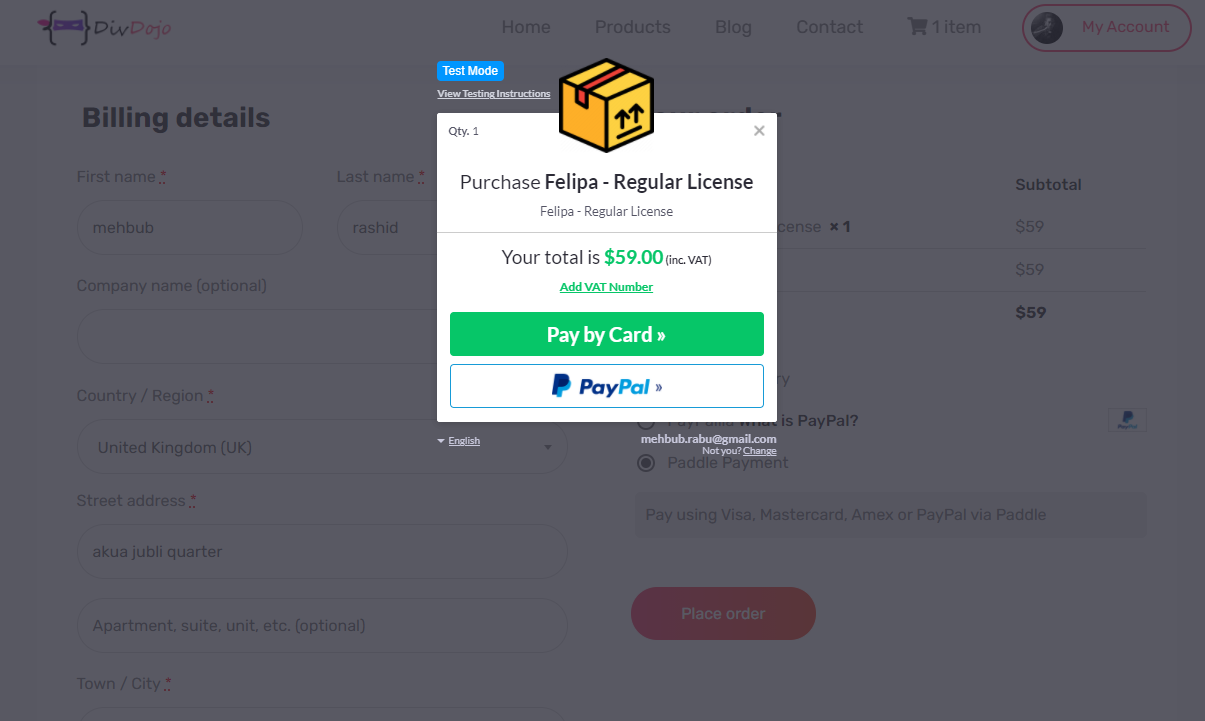 DivDojo
Home Products Blog Contact 1 item My Account
Test Mode
View Testing Instructions
Billing details
Qty. 1
×
Purchase Felipa - Regular License
Felipa - Regular License
Your total is $59.00 (inc. VAT)
Add VAT Number
Pay by Card »
PayPal »
English
mehbub.rabu@gmail.com
Not you? Change
First name *
Last name *
mehbub
rashid
Company name (optional)
Country / Region *
United Kingdom (UK)
Street address *
akua jubli quarter
Apartment, suite, unit, etc. (optional)
Town / City *
Subtotal
× 1
$59
$59
$59
What is PayPal?
PayPal
Paddle Payment
Pay using Visa, Mastercard, Amex or PayPal via Paddle
Place order